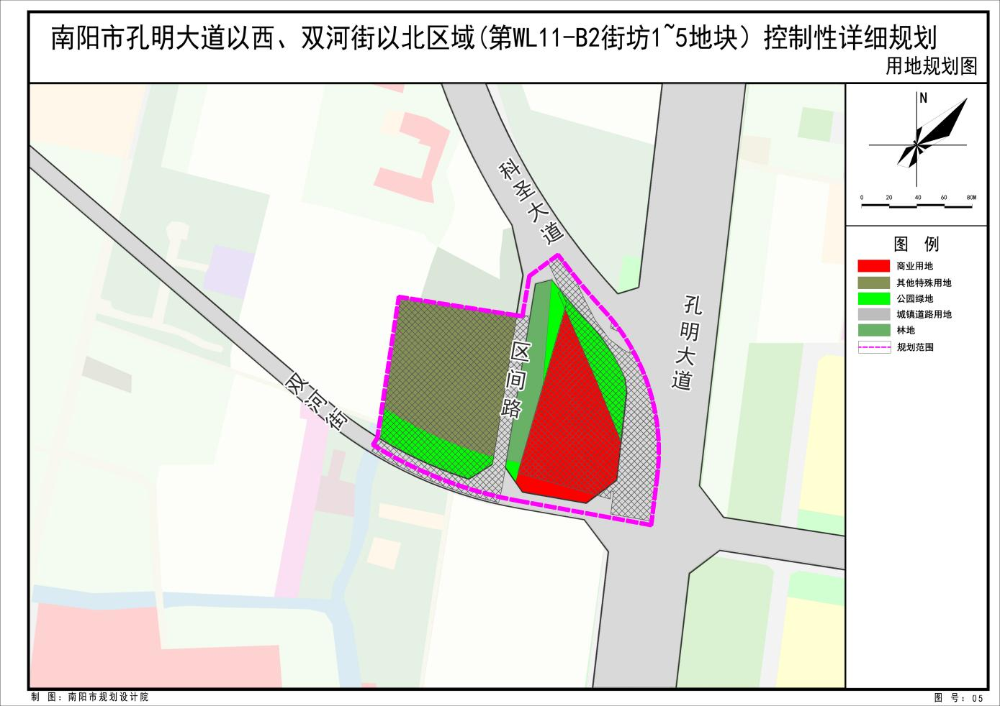 南阳市孔明大道以西、双河街以北区域(第WL11-B2街坊1~5地块) 控制性详细规划
用地规划图
N
0 20 40 60 80M
图 例
商业用地
其他特殊用地
公园绿地
城镇道路用地
林地
规划范围
科圣大道
孔明大道
区间路
双河街
制 图: 南阳市规划设计院
图 号: 05